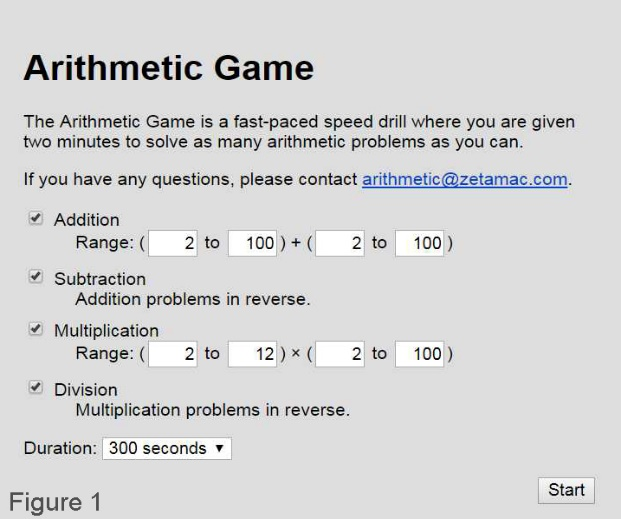 Arithmetic Game
The Arithmetic Game is a fast-paced speed drill where you are given
two minutes to solve as many arithmetic problems as you can.
If you have any questions, please contact arithmetic@zetamac.com.
Addition
Range: ( 2 to 100 ) + ( 2 to 100 )
Subtraction
Addition problems in reverse.
Multiplication
Range: ( 2 to 12 ) × ( 2 to 100 )
Division
Multiplication problems in reverse.
Duration: 300 seconds
Start
Figure 1